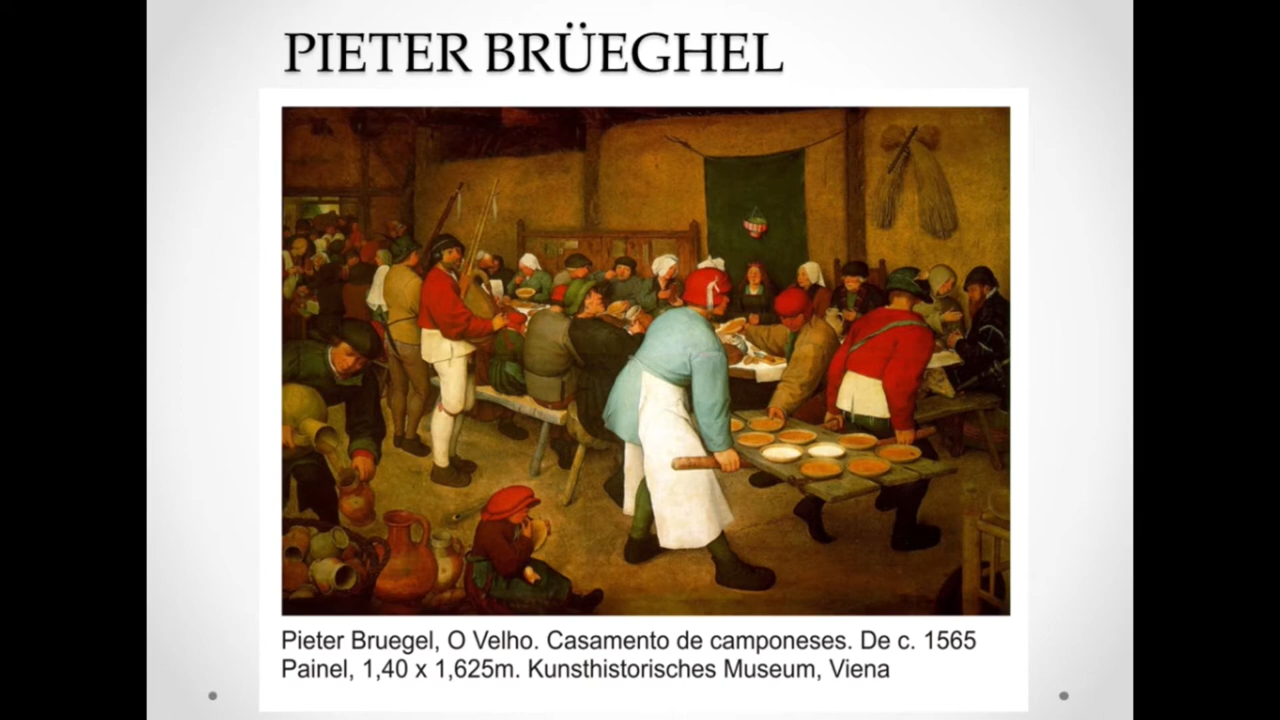 PIETER BRÜEGHEL
Pieter Bruegel, O Velho. Casamento de camponeses. De c. 1565
Painel, 1,40 x 1,625m. Kunsthistorisches Museum, Viena